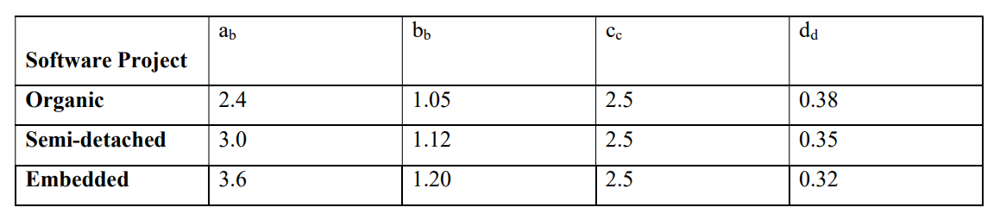 Software Project a_b b_b c_c d_d
Organic 2.4 1.05 2.5 0.38
Semi-detached 3.0 1.12 2.5 0.35
Embedded 3.6 1.20 2.5 0.32